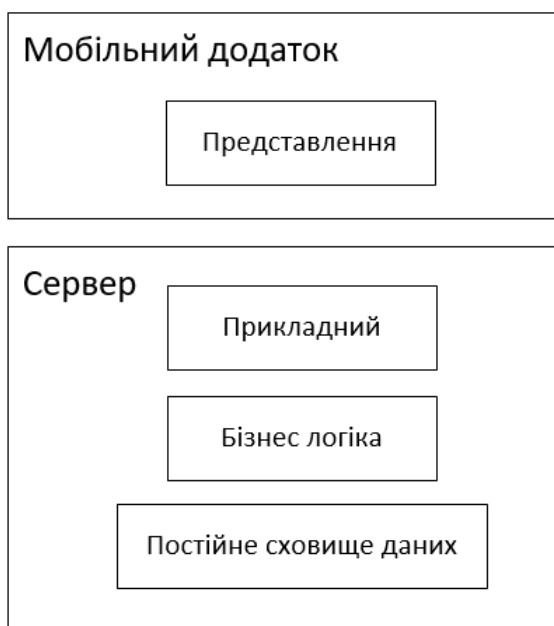 Мобільний додаток
Представлення
Сервер
Прикладний
Бізнес логіка
Постійне сховище даних